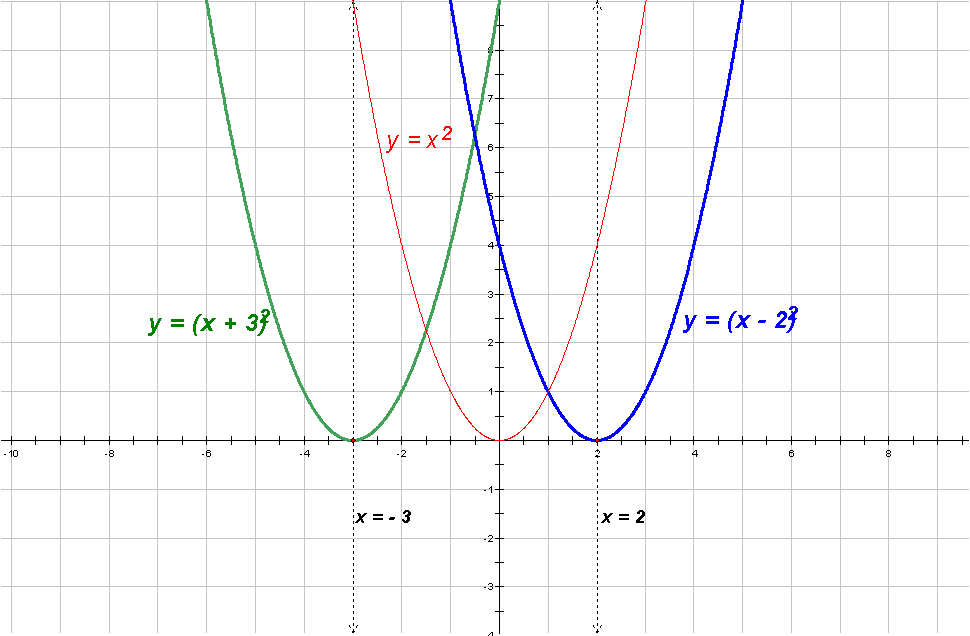 8
7
y = x²
6
5
4
3
y = (x + 3)²
y = (x - 2)²
2
1
-10 -8 -6 -4 -2 2 4 6 8
-1
x = - 3
x = 2
-2
-3